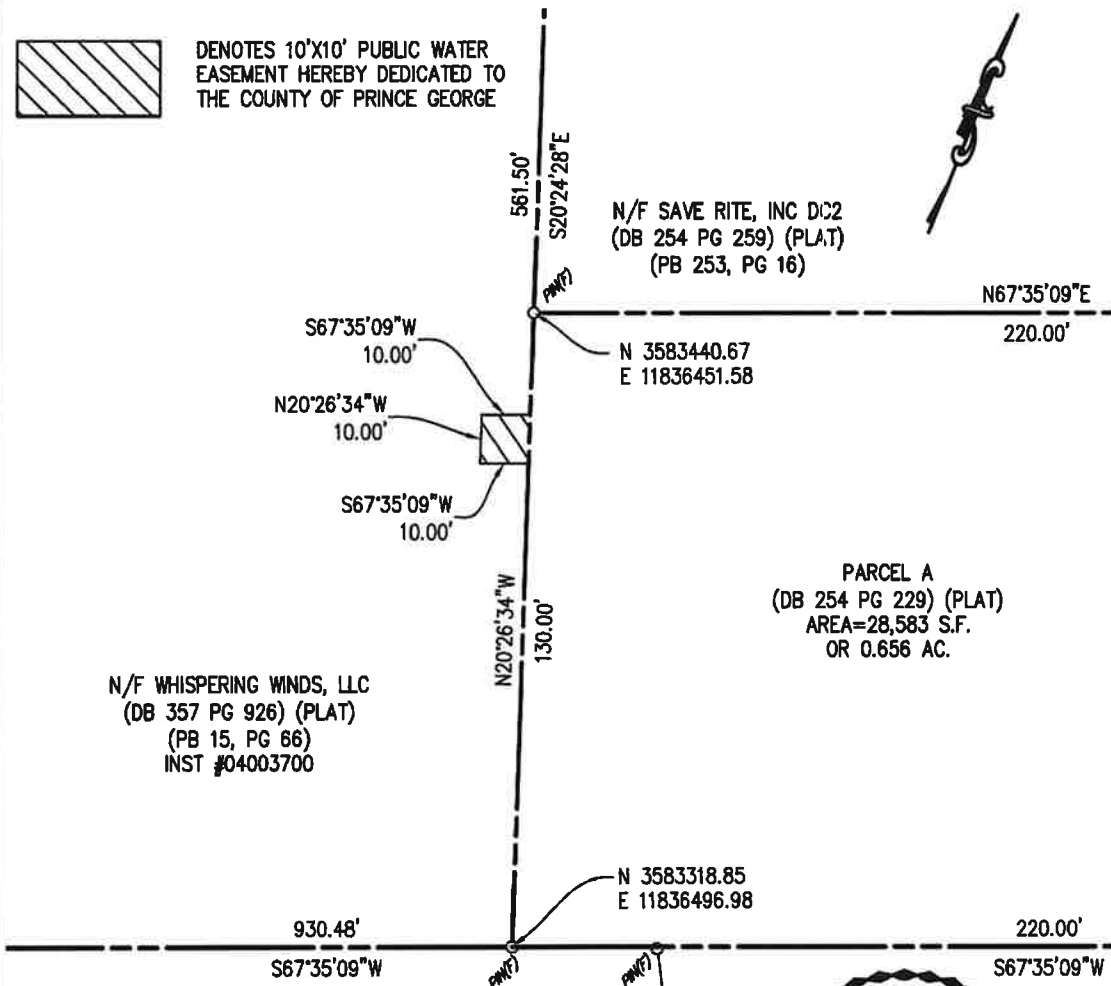 DENOTES 10'X10' PUBLIC WATER
EASEMENT HEREBY DEDICATED TO
THE COUNTY OF PRINCE GEORGE
561.50'
S20°24'28"E
N/F SAVE RITE, INC DC2
(DB 254 PG 259) (PLAT)
(PB 253, PG 16)
PIN(F)
N67°35'09"E
220.00'
S67°35'09"W
10.00'
N 3583440.67
E 11836451.58
N20°26'34"W
10.00'
S67°35'09"W
10.00'
N20°26'34"W
130.00'
PARCEL A
(DB 254 PG 229) (PLAT)
AREA=28,583 S.F.
OR 0.656 AC.
N/F WHISPERING WINDS, LLC
(DB 357 PG 926) (PLAT)
(PB 15, PG 66)
INST #04003700
N 3583318.85
E 11836496.98
930.48'
S67°35'09"W
PIN(F)
PIN(F)
220.00'
S67°35'09"W